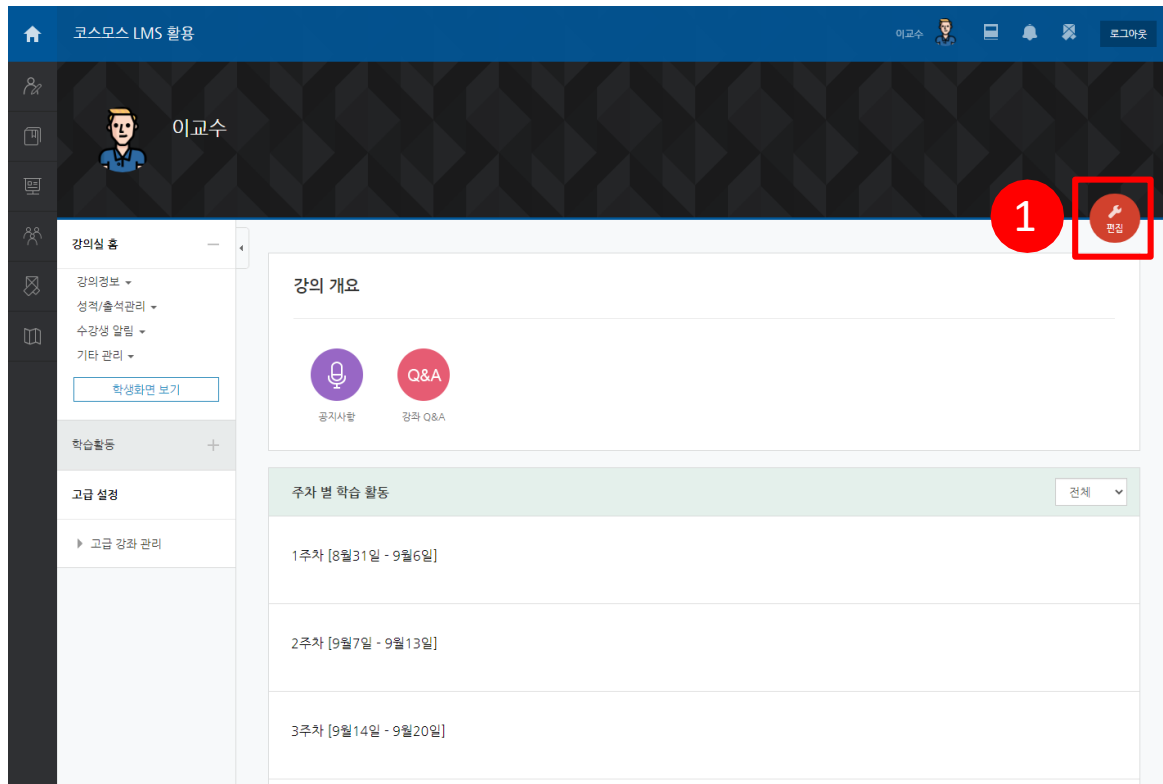 코스모스 LMS 활용
이교수
로그아웃
이교수
1
편집
강의실 홈
강의정보
성적/출석관리
수강생 알림
기타 관리
학생화면 보기
학습활동
고급 설정
고급 강좌 관리
강의 개요
Q&A
공지사항
강좌 Q&A
주차 별 학습 활동
전체
1주차 [8월31일 - 9월6일]
2주차 [9월7일 - 9월13일]
3주차 [9월14일 - 9월20일]